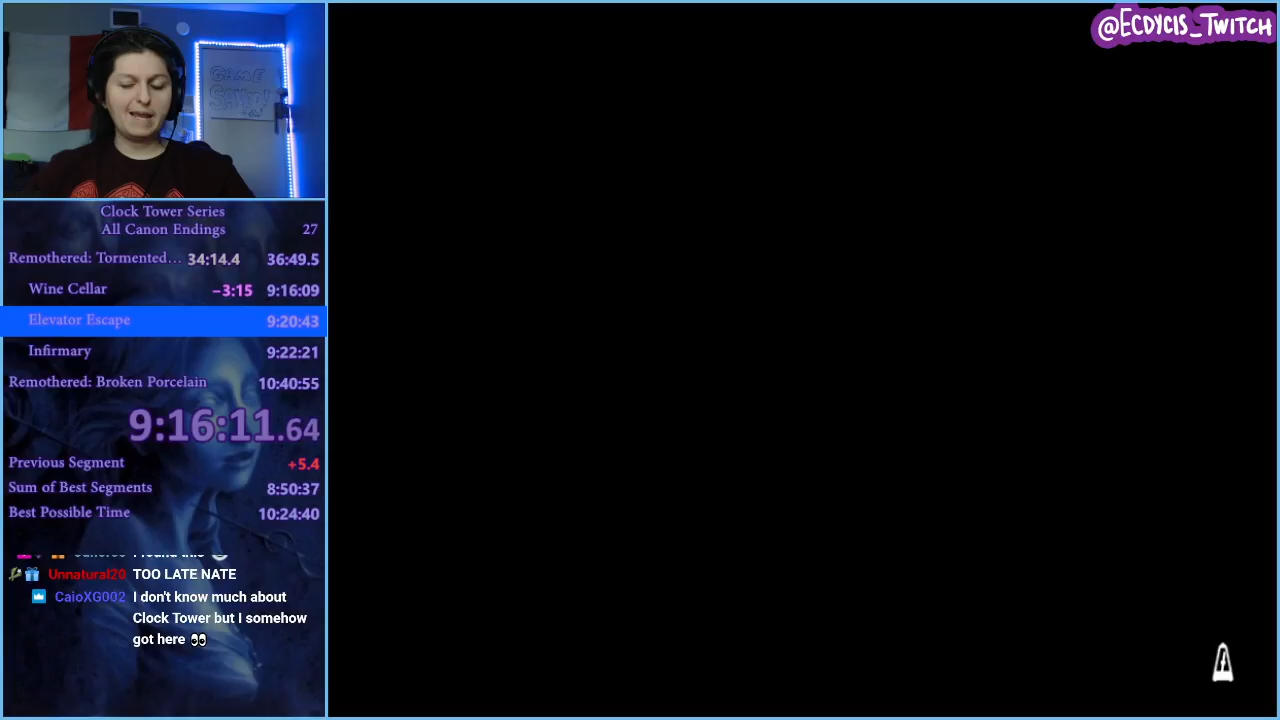 @ECDYCIS_TWITCH
GAME
Clock Tower Series
All Canon Endings 27
Remothered: Tormented... 34:14.4 36:49.5
Wine Cellar −3:15 9:16:09
Elevator Escape 9:20:43
Infirmary 9:22:21
Remothered: Broken Porcelain 10:40:55
9:16:11.64
Previous Segment +5.4
Sum of Best Segments 8:50:37
Best Possible Time 10:24:40
Unnatural20 TOO LATE NATE
CaioXG002 I don't know much about
Clock Tower but I somehow
got here 👀